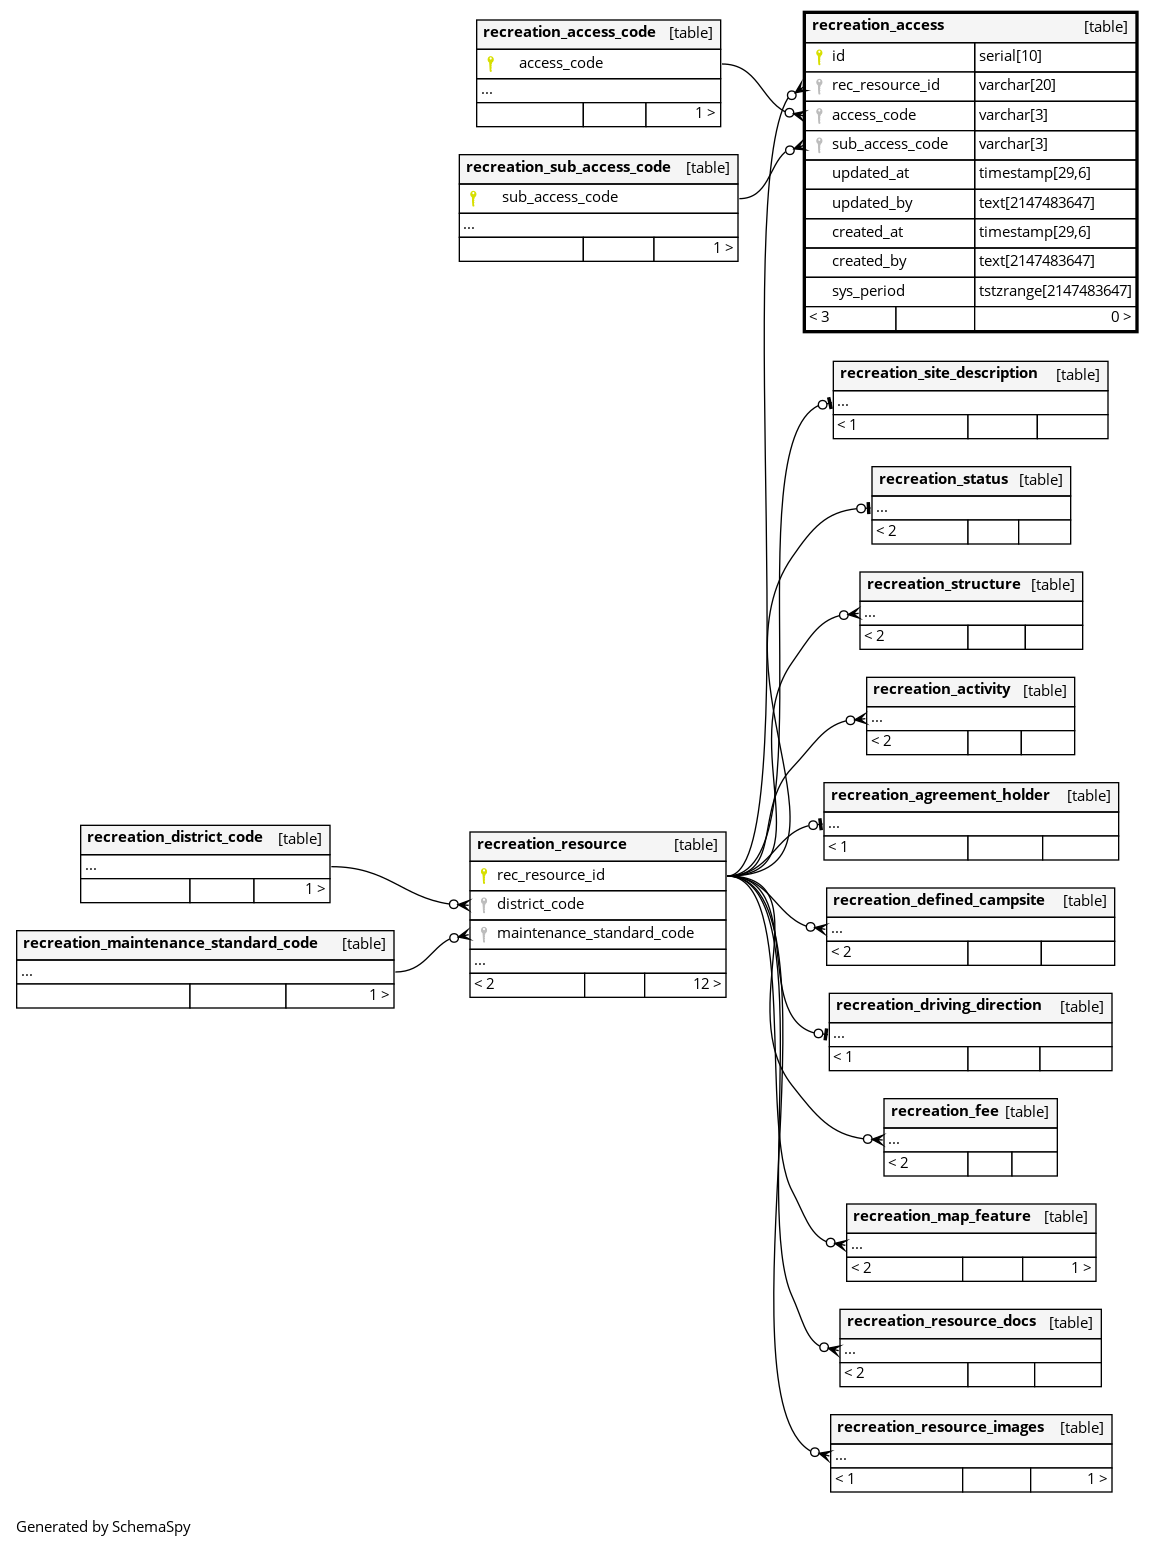 recreation_access_code [table]
access_code
...
1 >
recreation_sub_access_code [table]
sub_access_code
...
1 >
recreation_access [table]
id serial[10]
rec_resource_id varchar[20]
access_code varchar[3]
sub_access_code varchar[3]
updated_at timestamp[29,6]
updated_by text[2147483647]
created_at timestamp[29,6]
created_by text[2147483647]
sys_period tstzrange[2147483647]
< 3 0 >
recreation_site_description [table]
...
< 1
recreation_status [table]
...
< 2
recreation_structure [table]
...
< 2
recreation_activity [table]
...
< 2
recreation_district_code [table]
...
1 >
recreation_maintenance_standard_code [table]
...
1 >
recreation_resource [table]
rec_resource_id
district_code
maintenance_standard_code
...
< 2 12 >
recreation_agreement_holder [table]
...
< 1
recreation_defined_campsite [table]
...
< 2
recreation_driving_direction [table]
...
< 1
recreation_fee [table]
...
< 2
recreation_map_feature [table]
...
< 2 1 >
recreation_resource_docs [table]
...
< 2
recreation_resource_images [table]
...
< 1 1 >
Generated by SchemaSpy